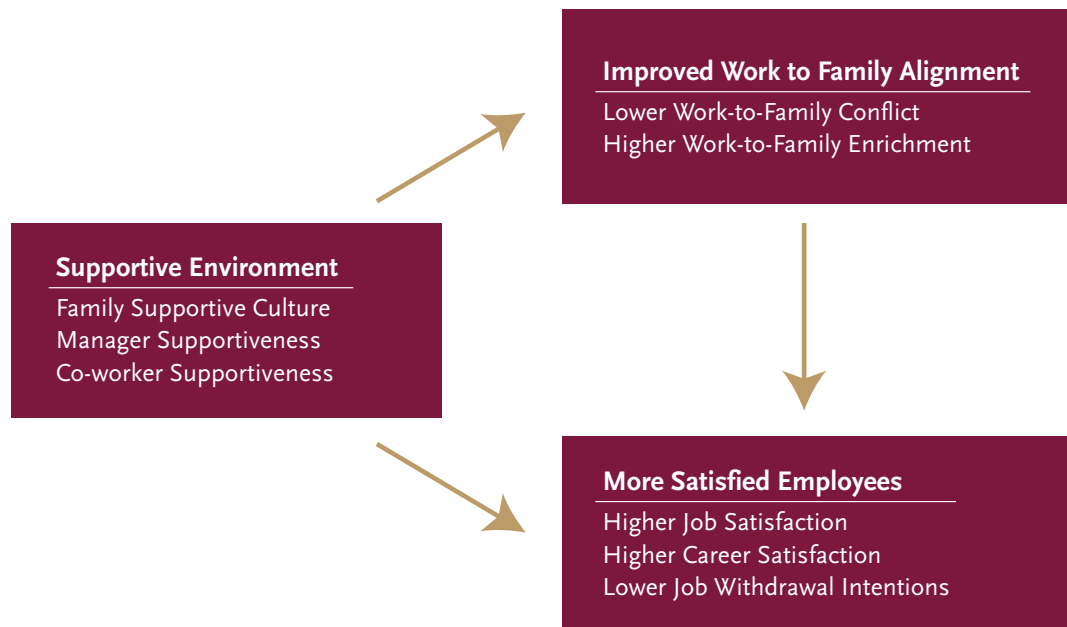 Improved Work to Family Alignment
Lower Work-to-Family Conflict
Higher Work-to-Family Enrichment
Supportive Environment
Family Supportive Culture
Manager Supportiveness
Co-worker Supportiveness
More Satisfied Employees
Higher Job Satisfaction
Higher Career Satisfaction
Lower Job Withdrawal Intentions